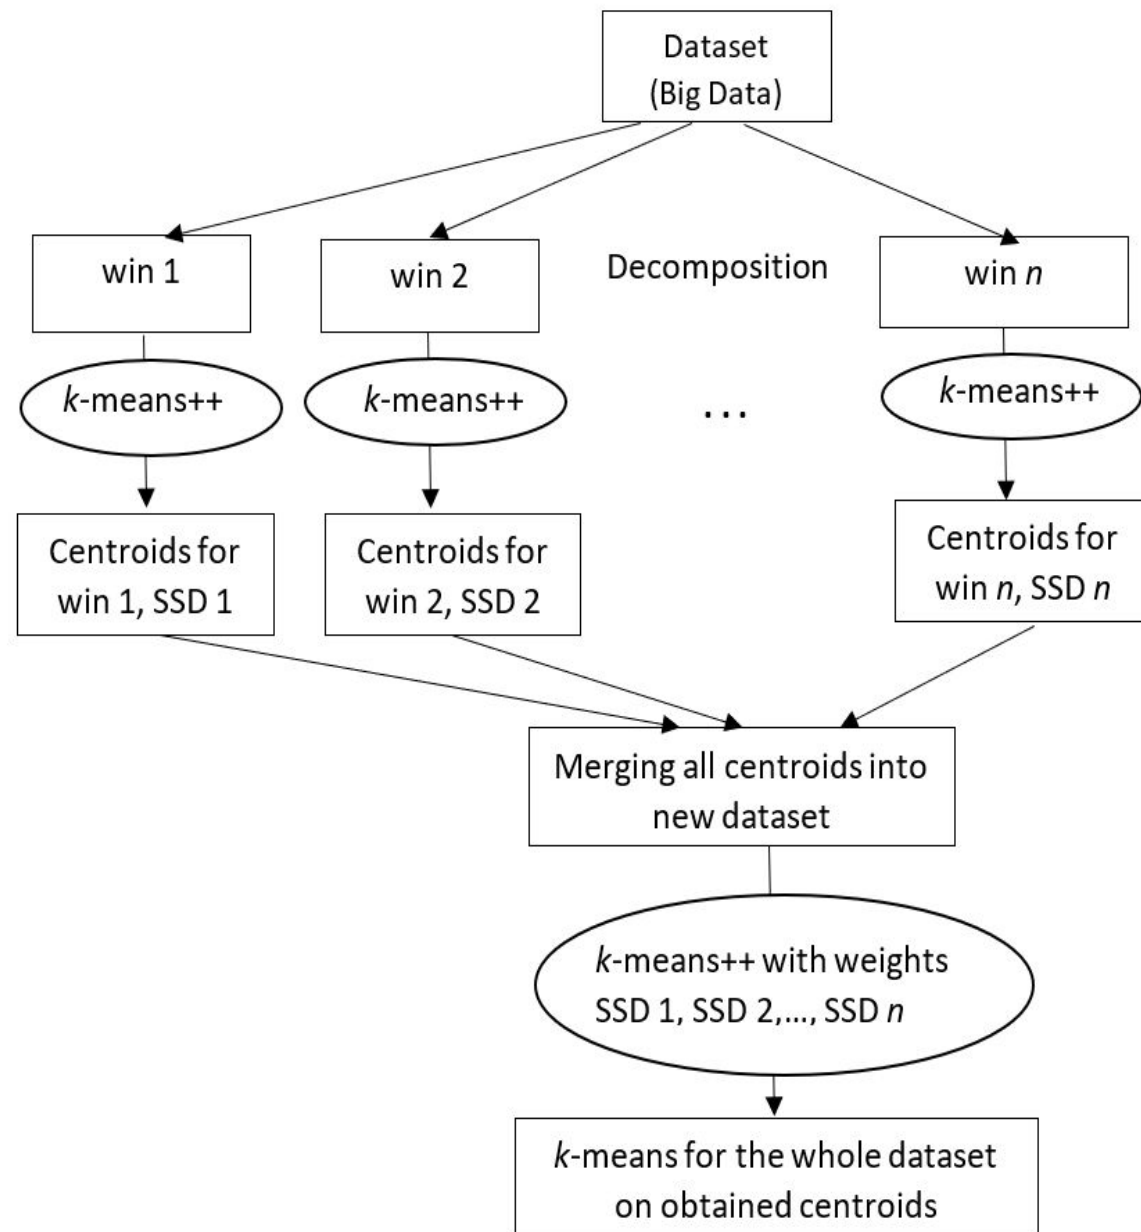 Dataset
(Big Data)
win 1
win 2
Decomposition
win n
k-means++
k-means++
...
k-means++
Centroids for
win 1, SSD 1
Centroids for
win 2, SSD 2
Centroids for
win n, SSD n
Merging all centroids into
new dataset
k-means++ with weights
SSD 1, SSD 2,..., SSD n
k-means for the whole dataset
on obtained centroids